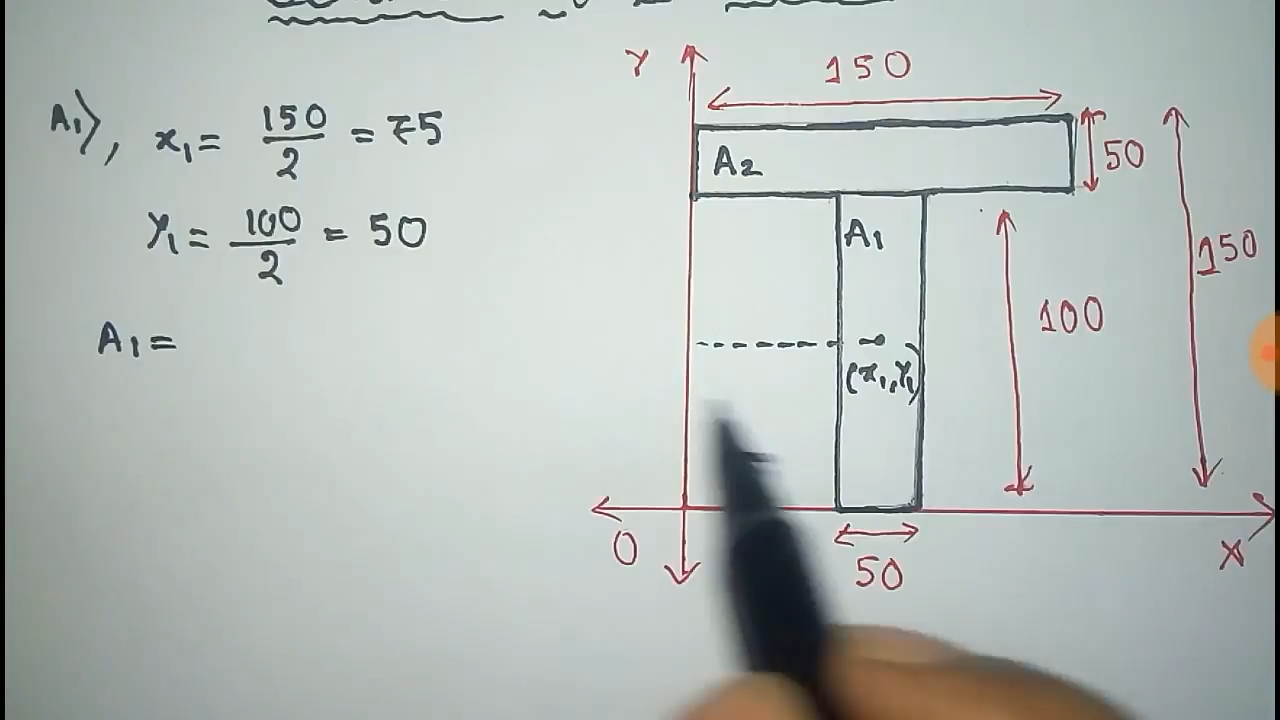 A₁⟩, x₁ = 150/2 = 75
Y₁ = 100/2 = 50
A₁ =
Y
150
A₂
50
A₁
150
100
(x₁, Y₁)
O
50
X